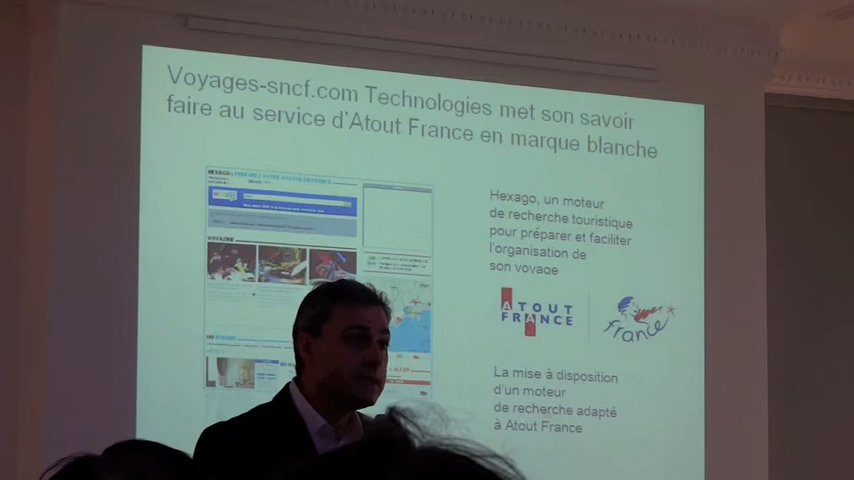 Voyages-sncf.com Technologies met son savoir
faire au service d'Atout France en marque blanche
Hexago, un moteur
de recherche touristique
pour préparer et faciliter
l'organisation de
son voyage
ATOUT
FRANCE
france
La mise à disposition
d'un moteur
de recherche adapté
à Atout France